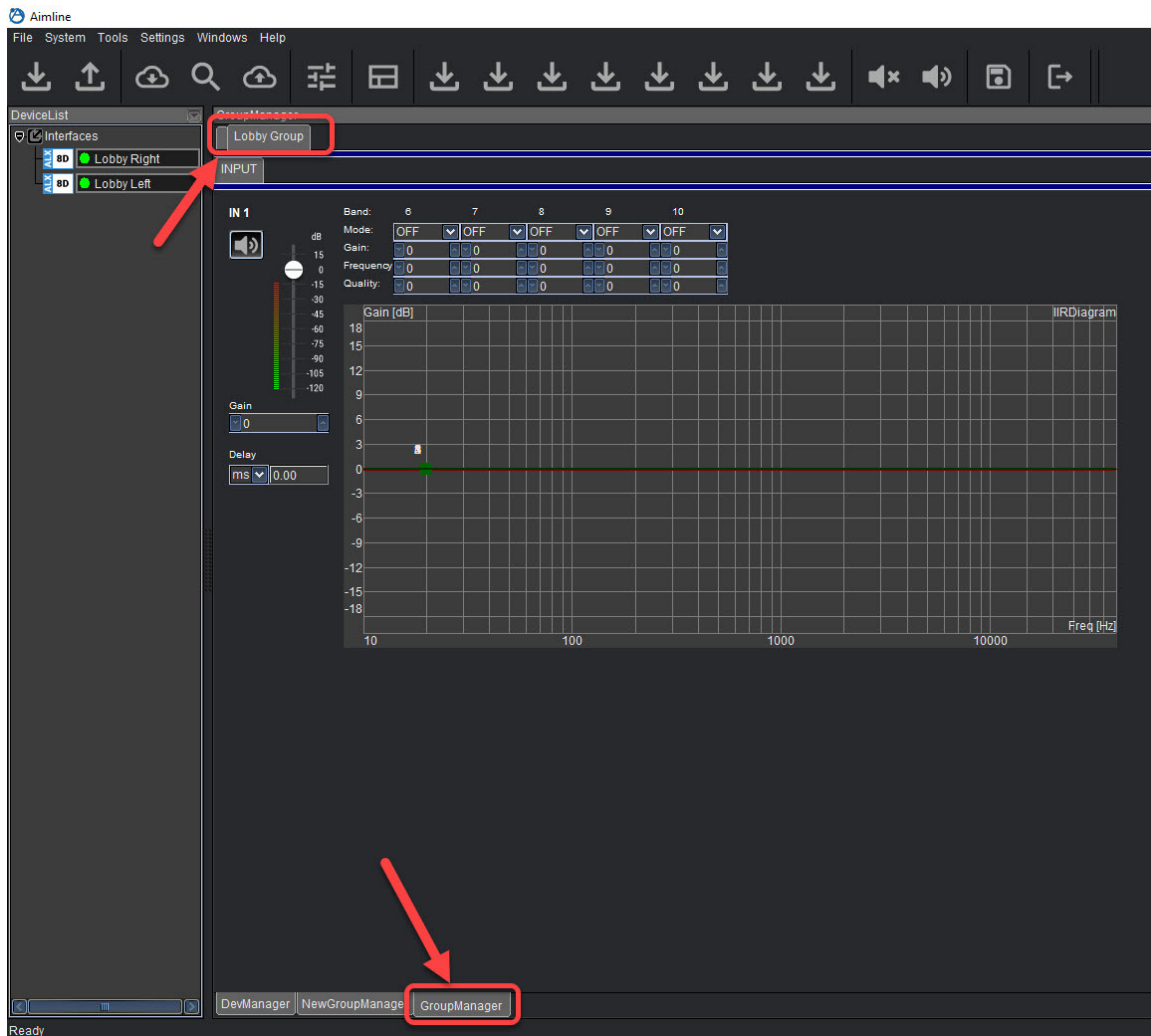 Aimline
File System Tools Settings Windows Help
DeviceList
GroupManager
Interfaces
Lobby Group
ALX 8D Lobby Right
INPUT
ALX 8D Lobby Left
IN 1
Band: 6 7 8 9 10
Mode: OFF OFF OFF OFF OFF
Gain: 0 0 0 0 0
Frequency 0 0 0 0 0
Quality: 0 0 0 0 0
dB
15
0
-15
-30
-45
-60
-75
-90
-105
-120
Gain
0
Delay
ms 0.00
Gain [dB] IIRDiagram
18
15
12
9
6
3
0
-3
-6
-9
-12
-15
-18
Freq [Hz]
10 100 1000 10000
DevManager NewGroupManage GroupManager
Ready